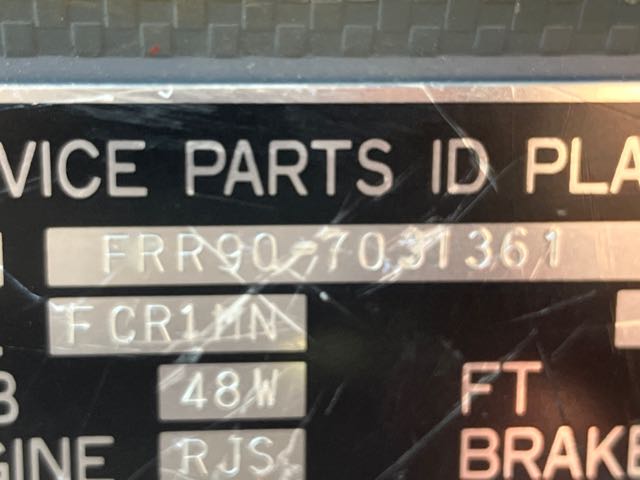 VICE PARTS ID PLA
FRR90-7031361
FCR1MN
B 48W FT
GINE RJS BRAKE